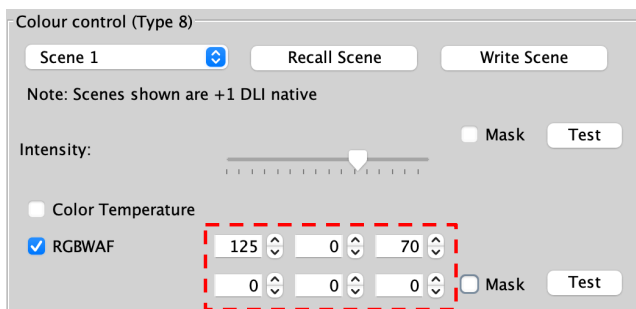 Colour control (Type 8)
Scene 1 Recall Scene Write Scene
Note: Scenes shown are +1 DLI native
Mask Test
Intensity:
Color Temperature
RGBWAF 125 0 70
0 0 0 Mask Test